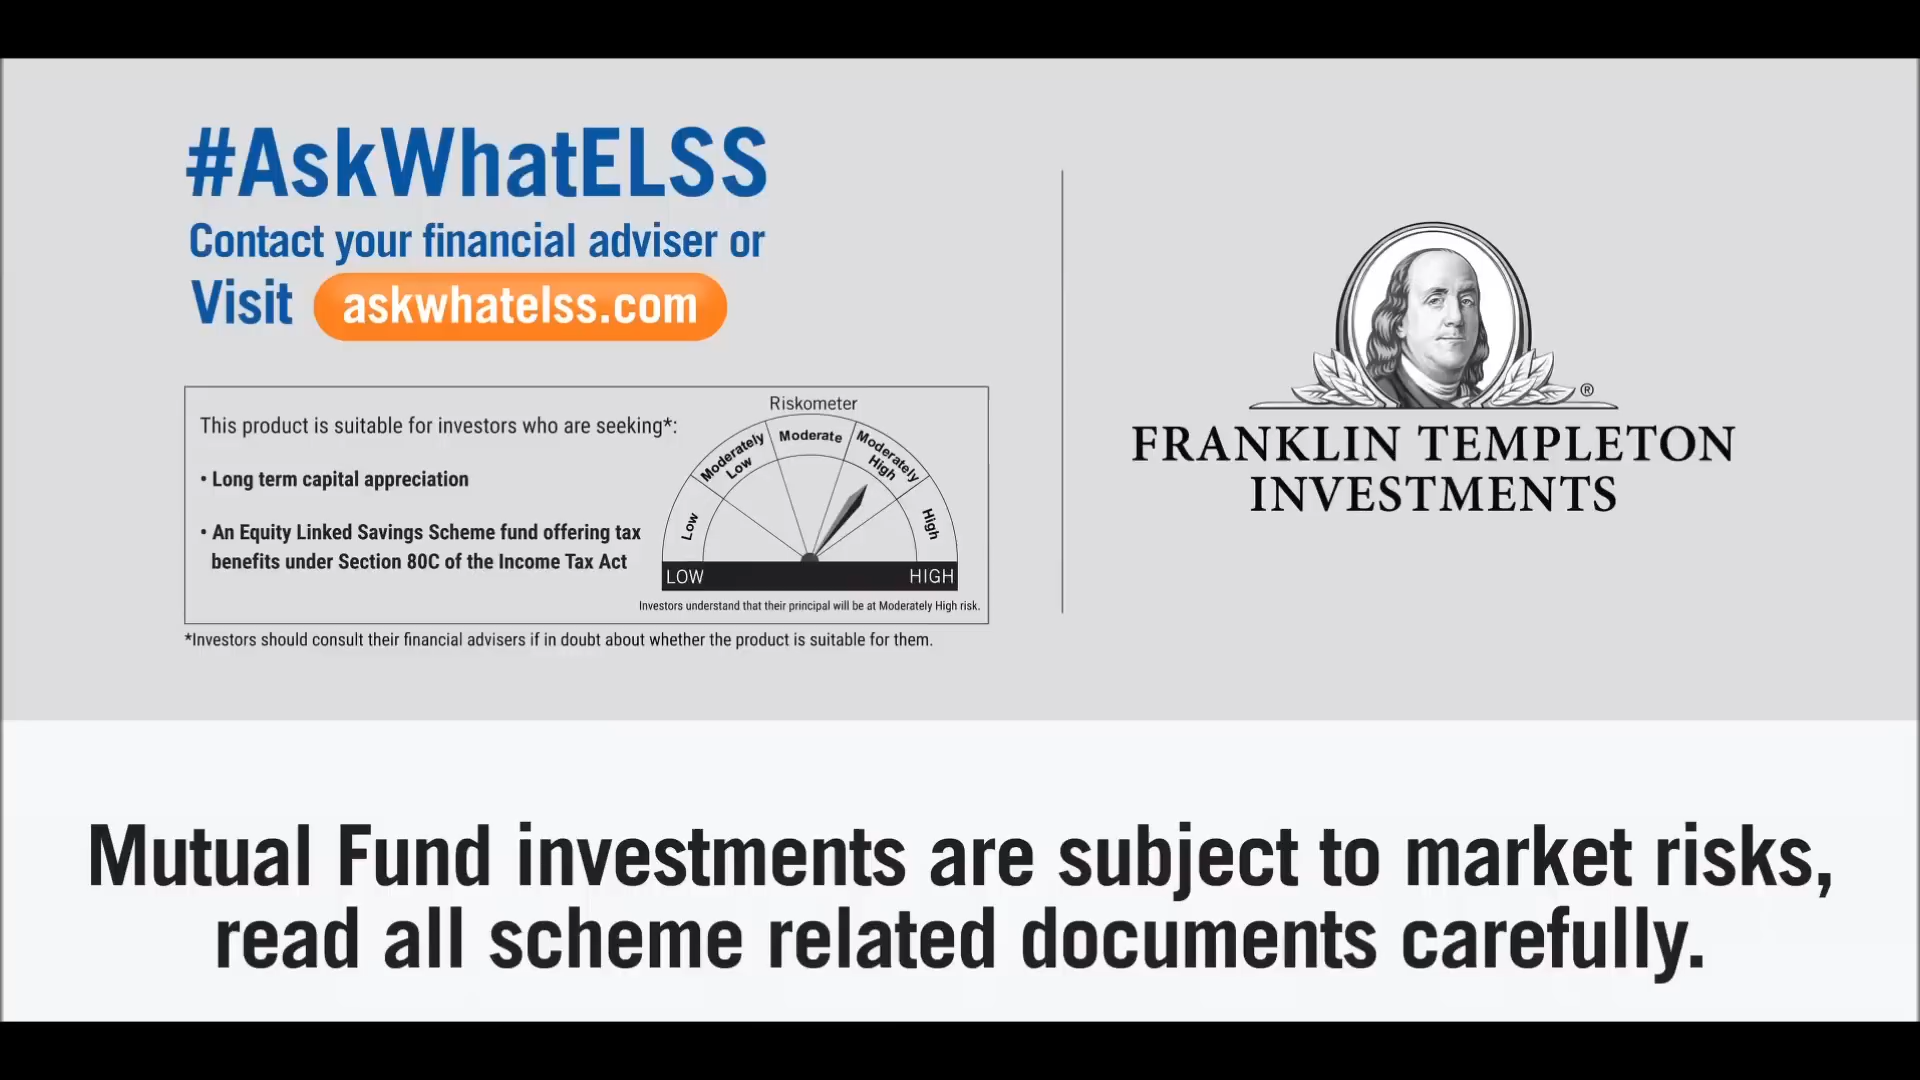 #AskWhatELSS
Contact your financial adviser or
Visit askwhatelss.com
This product is suitable for investors who are seeking*:
• Long term capital appreciation
• An Equity Linked Savings Scheme fund offering tax
benefits under Section 80C of the Income Tax Act
Riskometer
Low
Moderately
Low
Moderate
Moderately
High
High
LOW
HIGH
Investors understand that their principal will be at Moderately High risk.
*Investors should consult their financial advisers if in doubt about whether the product is suitable for them.
®
FRANKLIN TEMPLETON
INVESTMENTS
Mutual Fund investments are subject to market risks,
read all scheme related documents carefully.